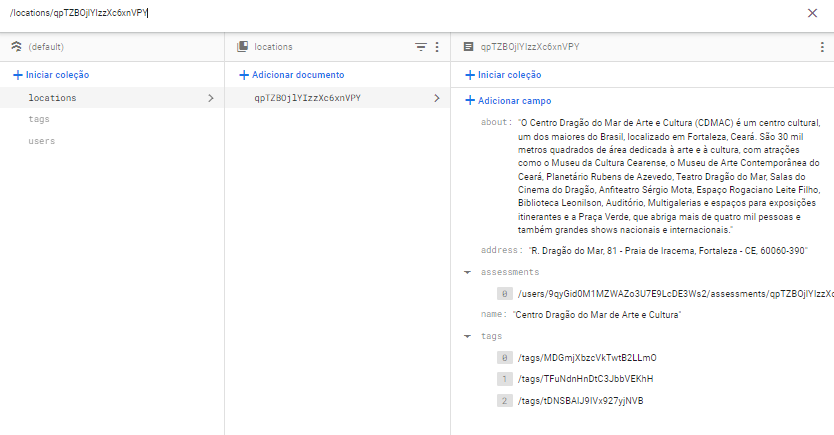 /locations/qpTZBOjlYIzzXc6xnVPY
(default)
Iniciar coleção
locations
tags
users
locations
Adicionar documento
qpTZBOjlYIzzXc6xnVPY
qpTZBOjlYIzzXc6xnVPY
Iniciar coleção
Adicionar campo
about: "O Centro Dragão do Mar de Arte e Cultura (CDMAC) é um centro cultural,
um dos maiores do Brasil, localizado em Fortaleza, Ceará. São 30 mil
metros quadrados de área dedicada à arte e à cultura, com atrações
como o Museu da Cultura Cearense, o Museu de Arte Contemporânea do
Ceará, Planetário Rubens de Azevedo, Teatro Dragão do Mar, Salas do
Cinema do Dragão, Anfiteatro Sérgio Mota, Espaço Rogaciano Leite Filho,
Biblioteca Leonilson, Auditório, Multigalerias e espaços para exposições
itinerantes e a Praça Verde, que abriga mais de quatro mil pessoas e
também grandes shows nacionais e internacionais."
address: "R. Dragão do Mar, 81 - Praia de Iracema, Fortaleza - CE, 60060-390"
assessments
0 /users/9qyGid0M1MZWAZo3U7E9LcDE3Ws2/assessments/qpTZBOjlYIzzXc
name: "Centro Dragão do Mar de Arte e Cultura"
tags
0 /tags/MDGmjXbzcVkTwtB2LLmO
1 /tags/TFuNdnHnDtC3JbbVEKhH
2 /tags/tDNSBAIJ9IVx927yjNVB